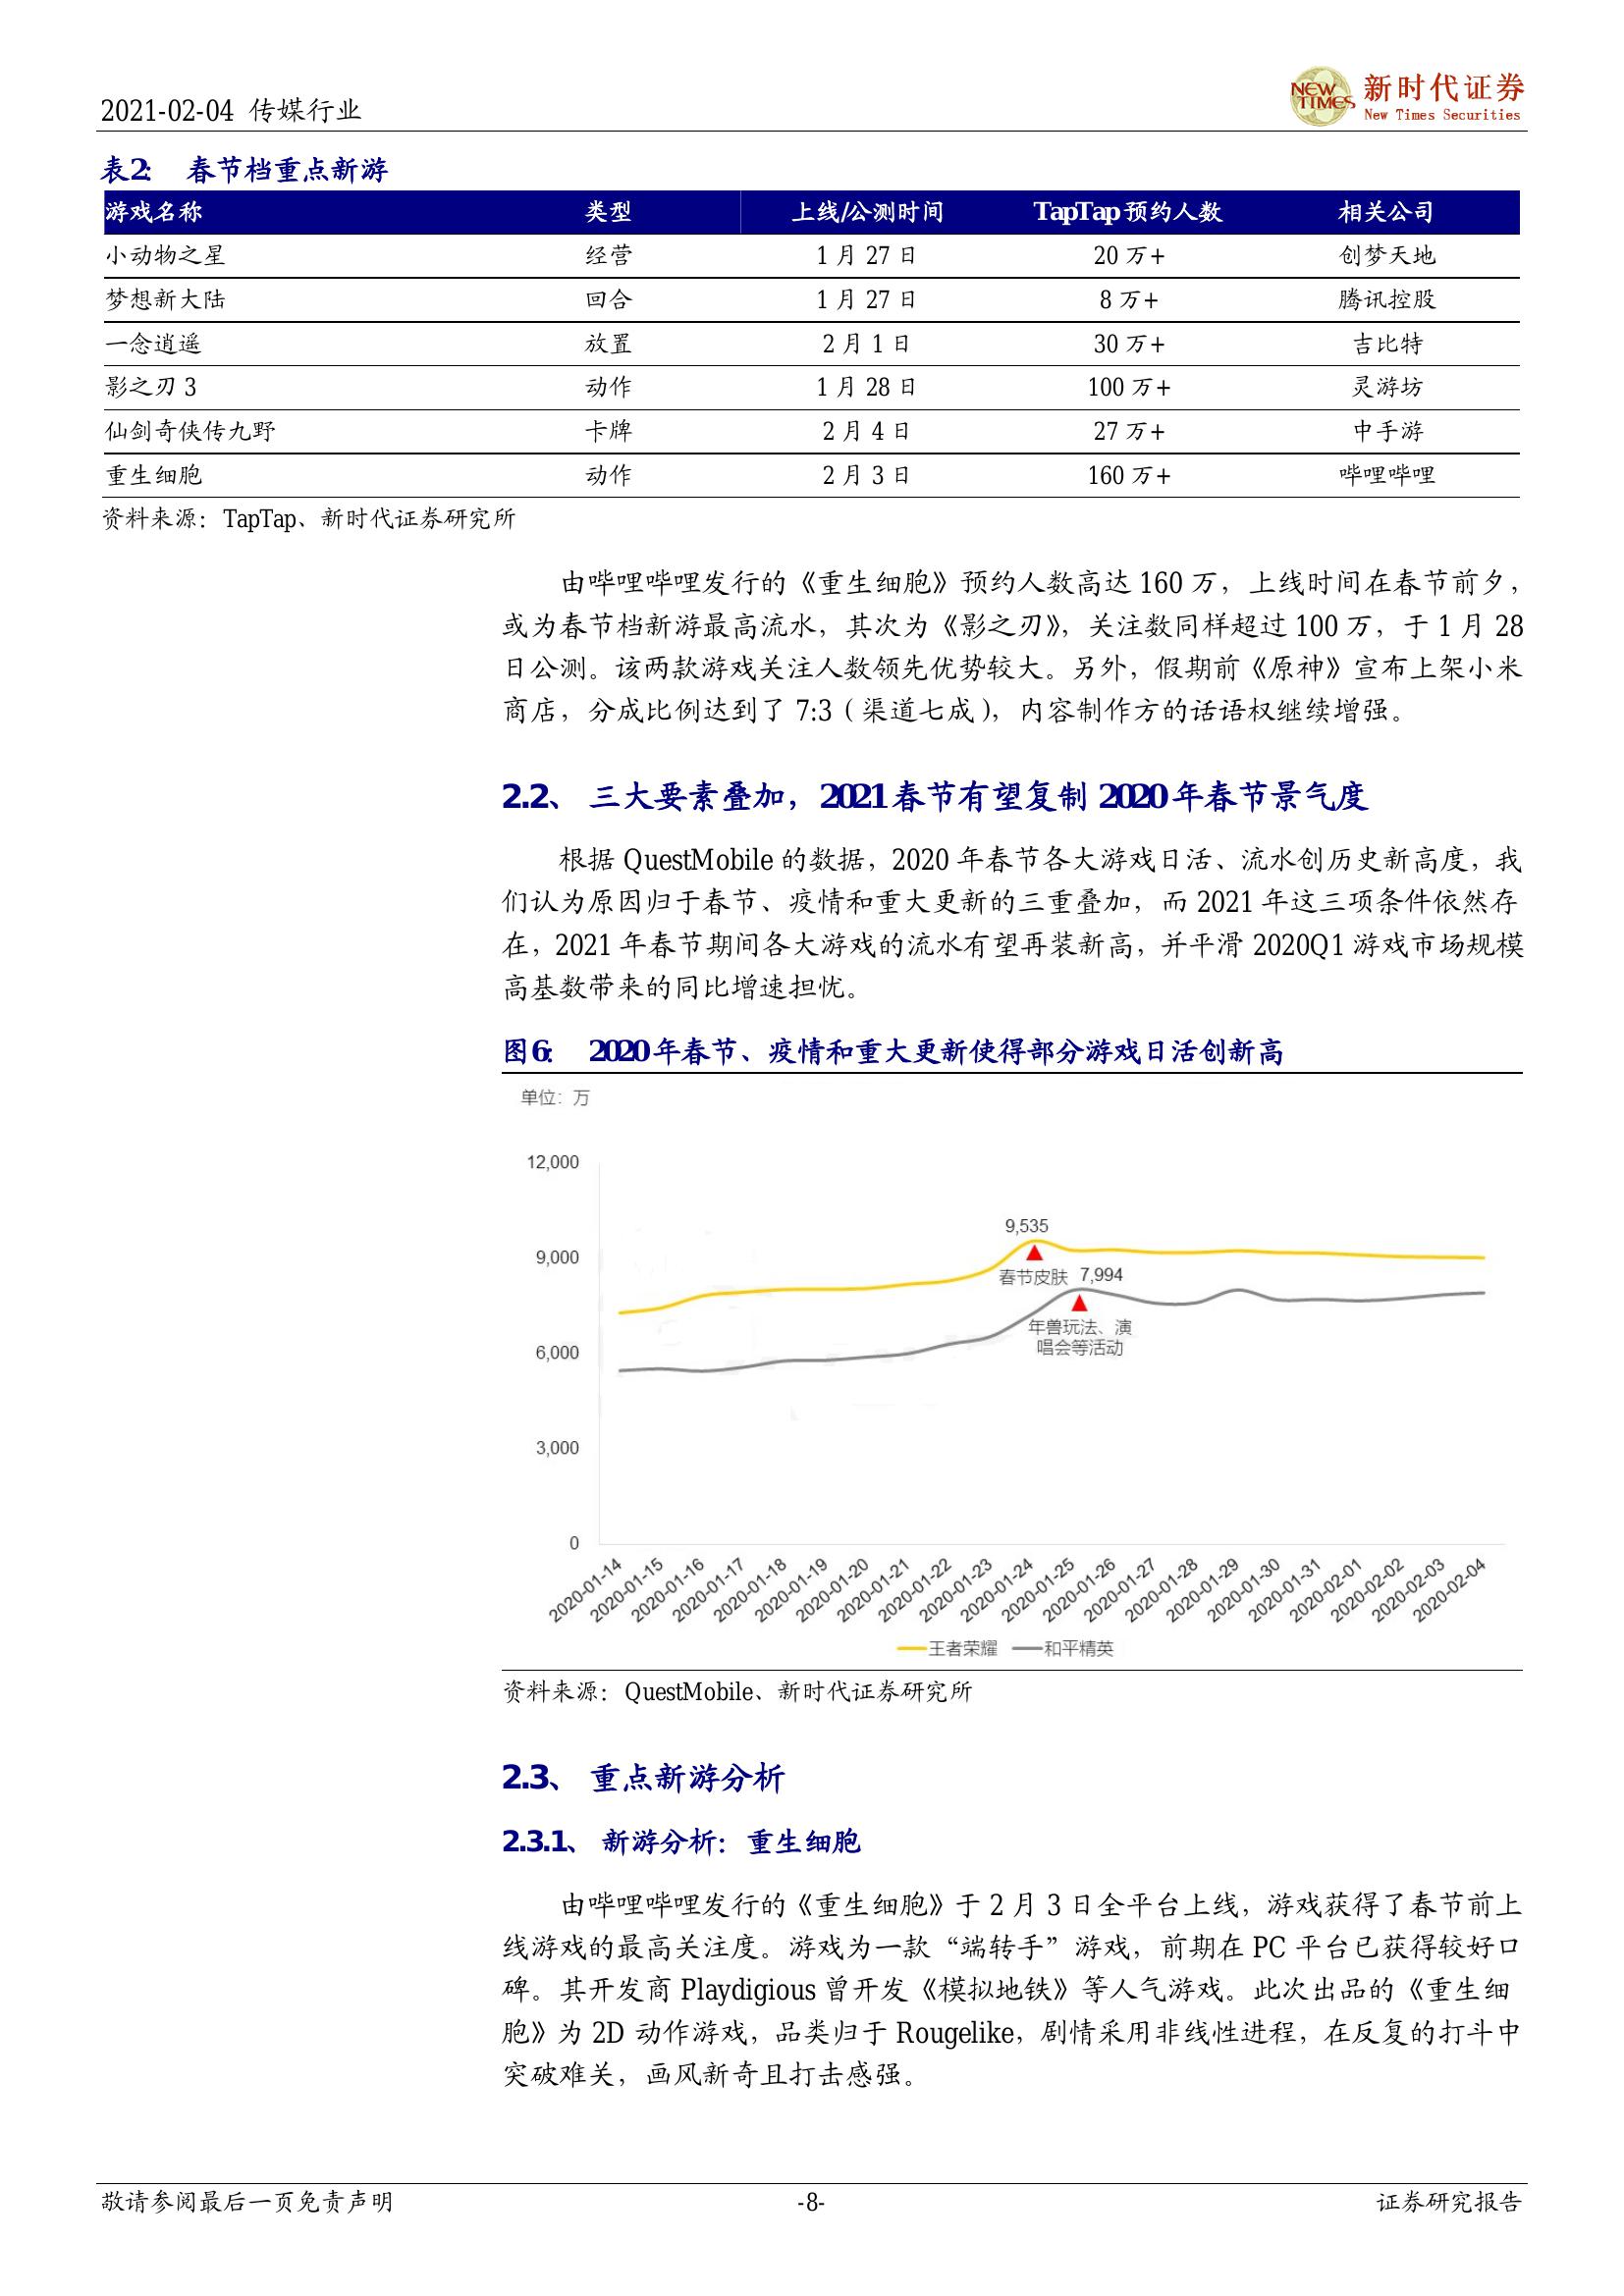 2021-02-04 传媒行业
NEW TIMES 新时代证券
New Times Securities
表2: 春节档重点新游
游戏名称 类型 上线/公测时间 TapTap预约人数 相关公司
小动物之星 经营 1月27日 20万+ 创梦天地
梦想新大陆 回合 1月27日 8万+ 腾讯控股
一念逍遥 放置 2月1日 30万+ 吉比特
影之刃3 动作 1月28日 100万+ 灵游坊
仙剑奇侠传九野 卡牌 2月4日 27万+ 中手游
重生细胞 动作 2月3日 160万+ 哔哩哔哩
资料来源：TapTap、新时代证券研究所
由哔哩哔哩发行的《重生细胞》预约人数高达 160 万，上线时间在春节前夕，
或为春节档新游最高流水，其次为《影之刃》，关注数同样超过 100 万，于 1 月 28
日公测。该两款游戏关注人数领先优势较大。另外，假期前《原神》宣布上架小米
商店，分成比例达到了 7:3（渠道七成），内容制作方的话语权继续增强。
2.2、 三大要素叠加，2021春节有望复制 2020年春节景气度
根据 QuestMobile 的数据，2020 年春节各大游戏日活、流水创历史新高度，我
们认为原因归于春节、疫情和重大更新的三重叠加，而 2021 年这三项条件依然存
在，2021 年春节期间各大游戏的流水有望再装新高，并平滑 2020Q1 游戏市场规模
高基数带来的同比增速担忧。
图6: 2020年春节、疫情和重大更新使得部分游戏日活创新高
单位：万
12,000
9,535
9,000
春节皮肤 7,994
年兽玩法、演
唱会等活动
6,000
3,000
0
2020-01-14 2020-01-15 2020-01-16 2020-01-17 2020-01-18 2020-01-19 2020-01-20 2020-01-21 2020-01-22 2020-01-23 2020-01-24 2020-01-25 2020-01-26 2020-01-27 2020-01-28 2020-01-29 2020-01-30 2020-01-31 2020-02-01 2020-02-02 2020-02-03 2020-02-04
王者荣耀 和平精英
资料来源：QuestMobile、新时代证券研究所
2.3、 重点新游分析
2.3.1、 新游分析：重生细胞
由哔哩哔哩发行的《重生细胞》于 2 月 3 日全平台上线，游戏获得了春节前上
线游戏的最高关注度。游戏为一款“端转手”游戏，前期在 PC 平台已获得较好口
碑。其开发商 Playdigious 曾开发《模拟地铁》等人气游戏。此次出品的《重生细
胞》为 2D 动作游戏，品类归于 Rougelike，剧情采用非线性进程，在反复的打斗中
突破难关，画风新奇且打击感强。
敬请参阅最后一页免责声明 -8- 证券研究报告